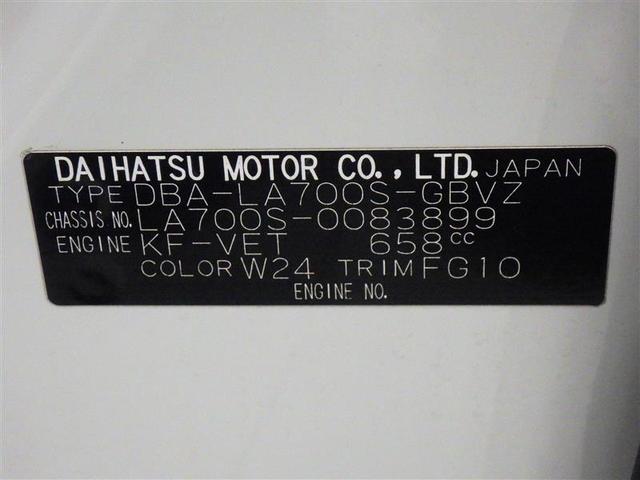 DAIHATSU MOTOR CO., LTD. JAPAN
TYPE DBA-LA700S-GBVZ
CHASSIS NO. LA700S-0083899
ENGINE KF-VET 658cc
COLOR W24 TRIM FG10
ENGINE NO.